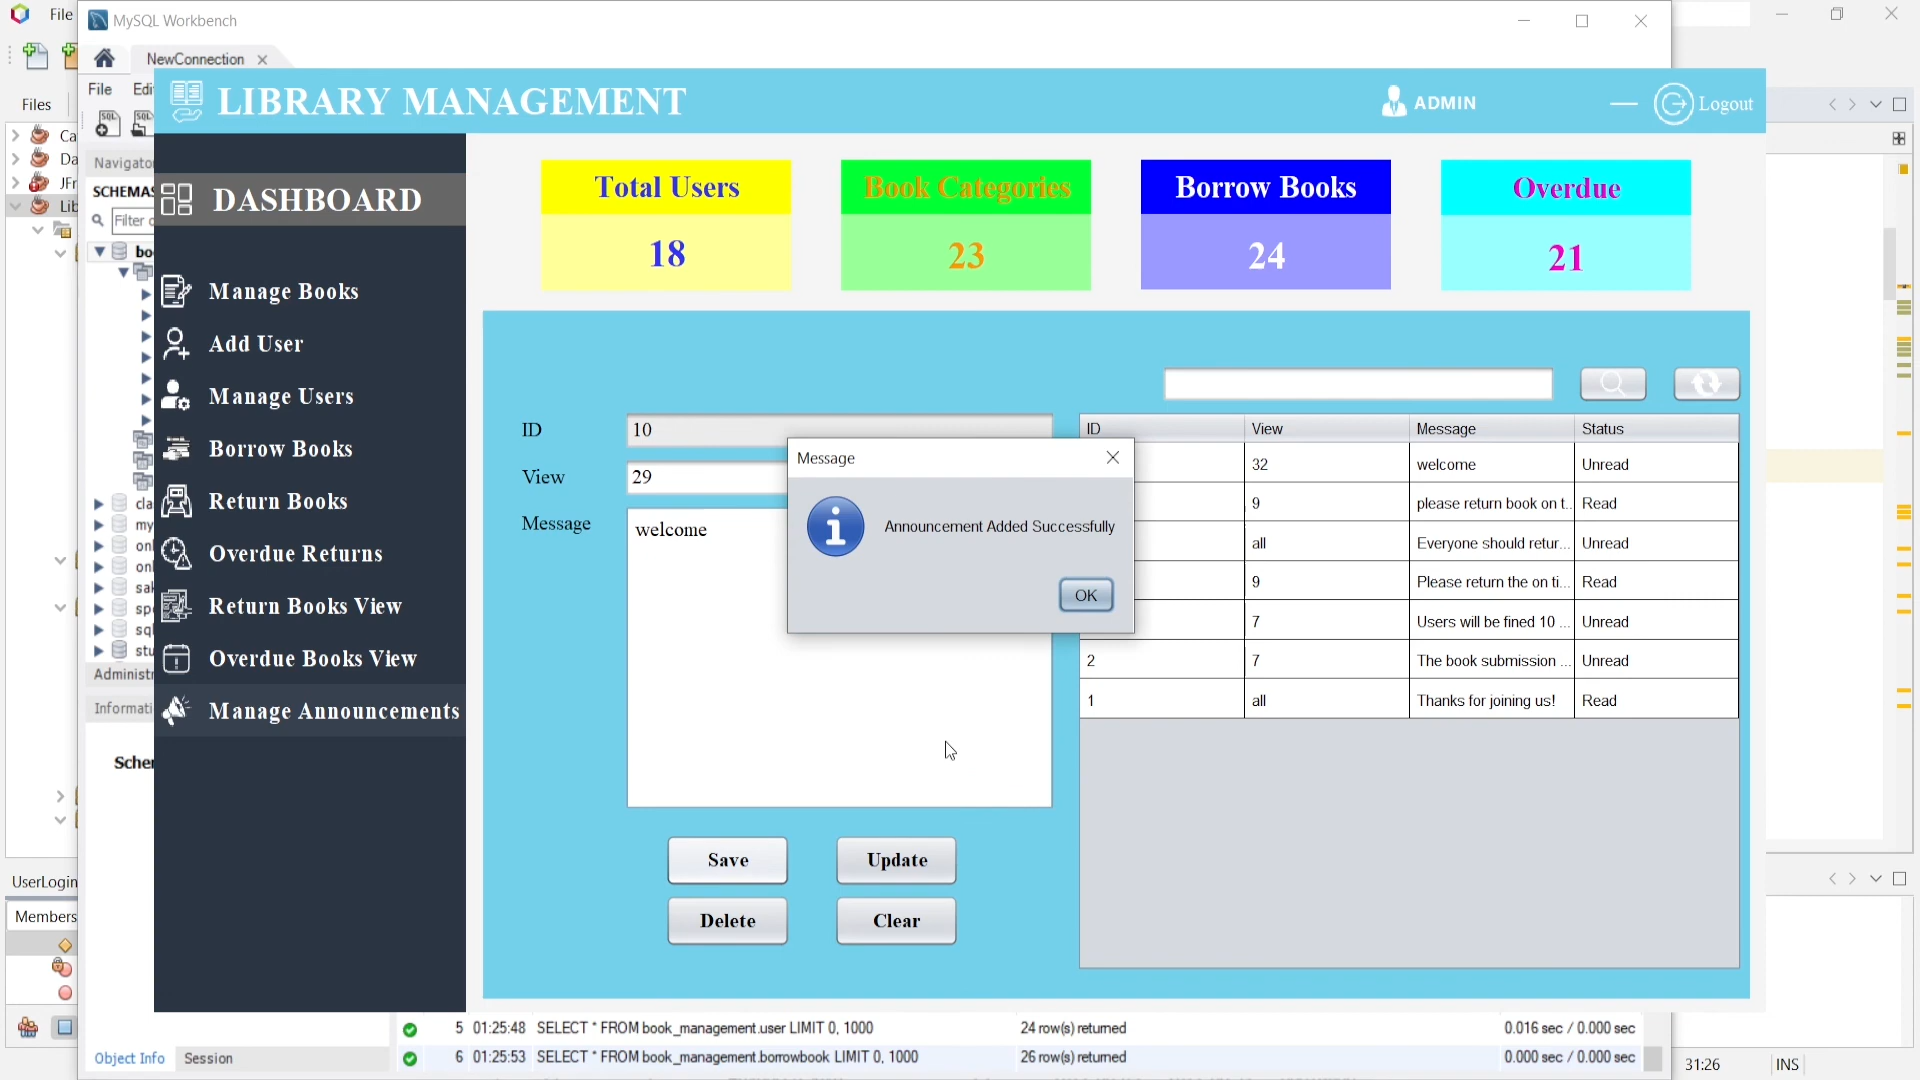 File
MySQL Workbench
NewConnection
File
LIBRARY MANAGEMENT
ADMIN
Logout
Files
Navigator
SCHEMAS
DASHBOARD
Filter
Total Users
18
Book Categories
23
Borrow Books
24
Overdue
21
Manage Books
Add User
Manage Users
Borrow Books
Return Books
Overdue Returns
Return Books View
Overdue Books View
Manage Announcements
ID
10
View
29
Message
welcome
Message
Announcement Added Successfully
OK
Save
Update
Delete
Clear
ID View Message Status
32 welcome Unread
9 please return book on t... Read
all Everyone should retur... Unread
9 Please return the on ti... Read
7 Users will be fined 10 ... Unread
2 7 The book submission ... Unread
1 all Thanks for joining us! Read
UserLogin
Members
5 01:25:48 SELECT * FROM book_management.user LIMIT 0, 1000 24 row(s) returned 0.016 sec / 0.000 sec
6 01:25:53 SELECT * FROM book_management.borrowbook LIMIT 0, 1000 26 row(s) returned 0.000 sec / 0.000 sec
Object Info Session
31:26 INS